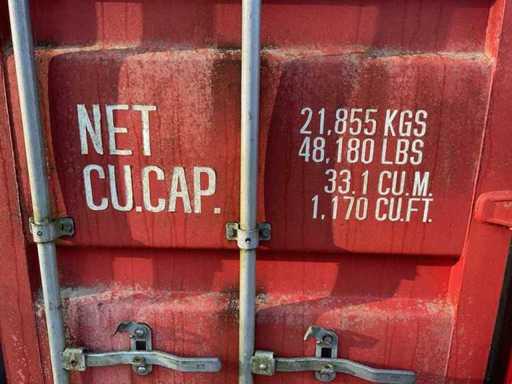 NET 21,855 KGS
48,180 LBS
CU.CAP. 33.1 CU.M.
1,170 CU.FT.